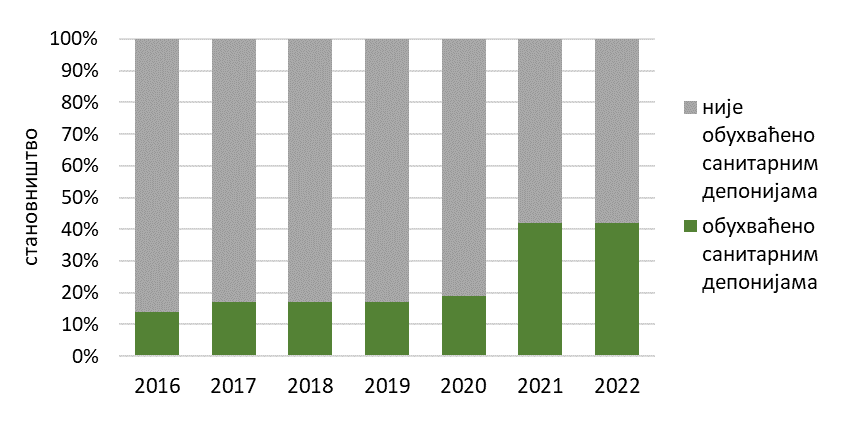 100%
90%
80%
70%
60%
50%
40%
30%
20%
10%
0%
становништво
2016 2017 2018 2019 2020 2021 2022
није
обухваћено
санитарним
депонијама
обухваћено
санитарним
депонијама